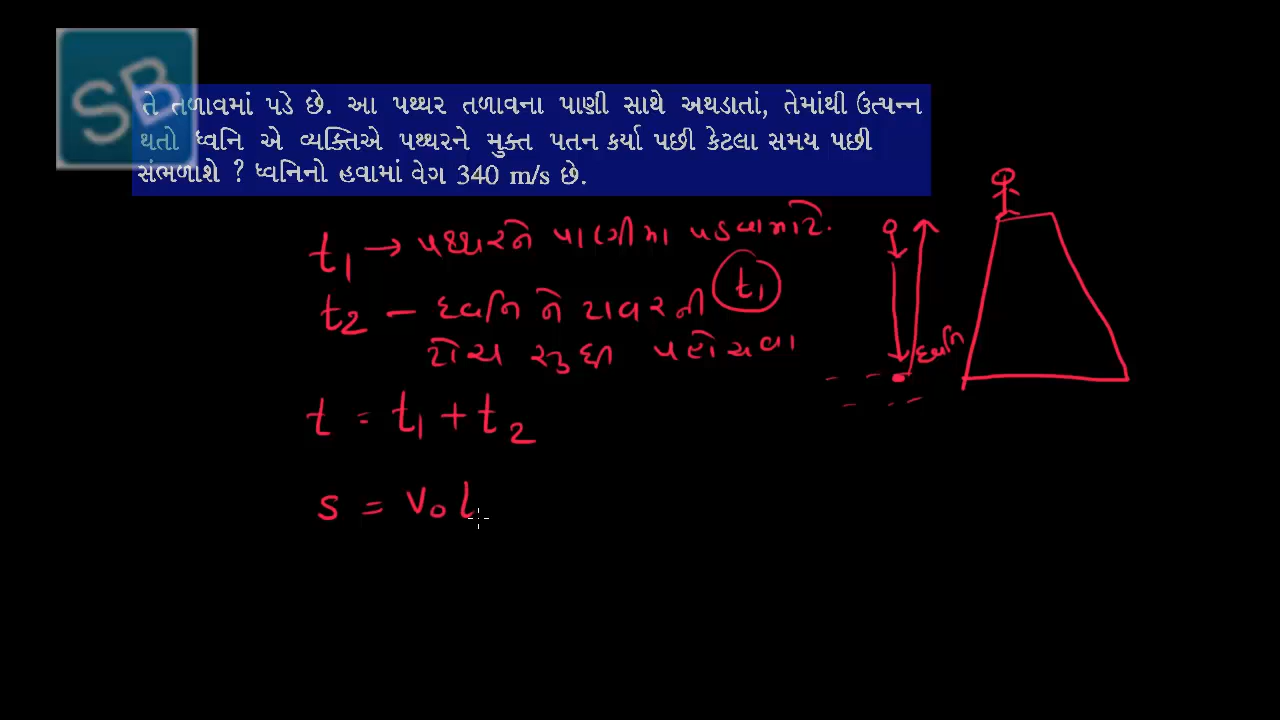 SB
તે તળાવમાં પડે છે. આ પથ્થર તળાવના પાણી સાથે અથડાતાં, તેમાંથી ઉત્પન્ન
થતો ધ્વનિ એ વ્યક્તિએ પથ્થરને મુક્ત પતન કર્યા પછી કેટલા સમય પછી
સંભળાશે ? ધ્વનિનો હવામાં વેગ 340 m/s છે.
t₁ → પથ્થરને પાણીમા પડવા માટે.
t₂ – ધ્વનિ ને ટાવરની t₁
ટોચ સુધી પહોચવા
ધ્વનિ
t = t₁ + t₂
s = v₀